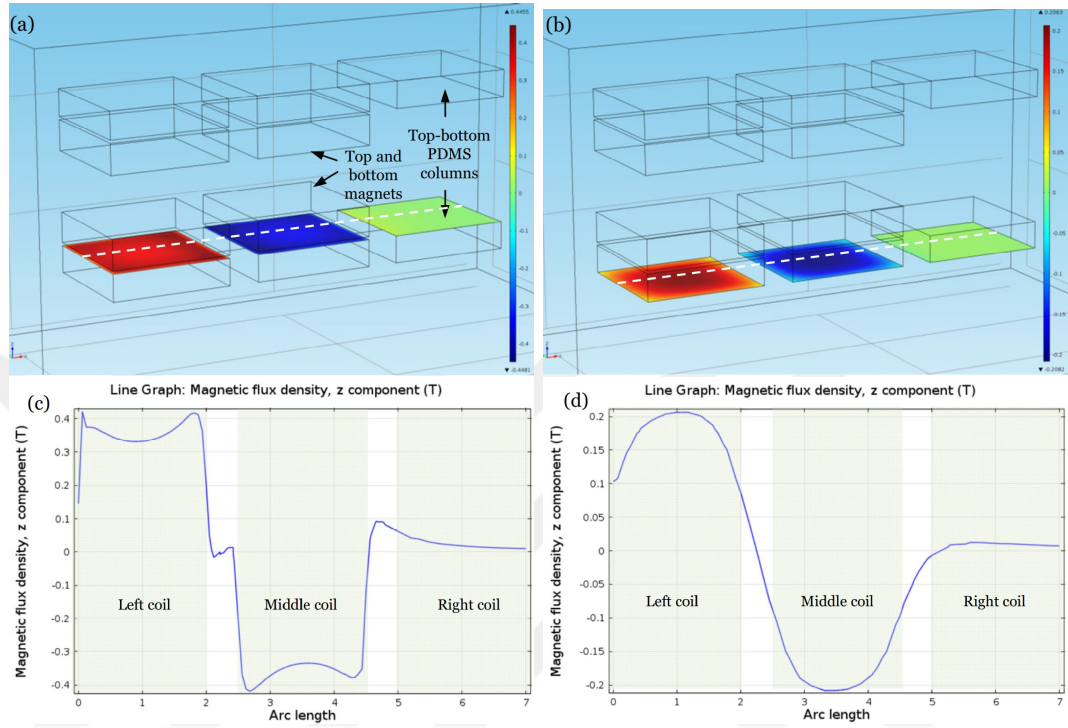 (a)
▲ 0.4455
0.4
0.3
0.2
0.1
0
-0.1
-0.2
-0.3
-0.4
▼ -0.4481
Top and
bottom
magnets
Top-bottom
PDMS
columns
(b)
▲ 0.2063
0.2
0.15
0.1
0.05
0
-0.05
-0.1
-0.15
-0.2
▼ -0.2082
Line Graph: Magnetic flux density, z component (T)
(c)
Magnetic flux density, z component (T)
0.4
0.3
0.2
0.1
0
-0.1
-0.2
-0.3
-0.4
Left coil
Middle coil
Right coil
0 1 2 3 4 5 6 7
Arc length
Line Graph: Magnetic flux density, z component (T)
(d)
Magnetic flux density, z component (T)
0.2
0.15
0.1
0.05
0
-0.05
-0.1
-0.15
-0.2
Left coil
Middle coil
Right coil
0 1 2 3 4 5 6 7
Arc length